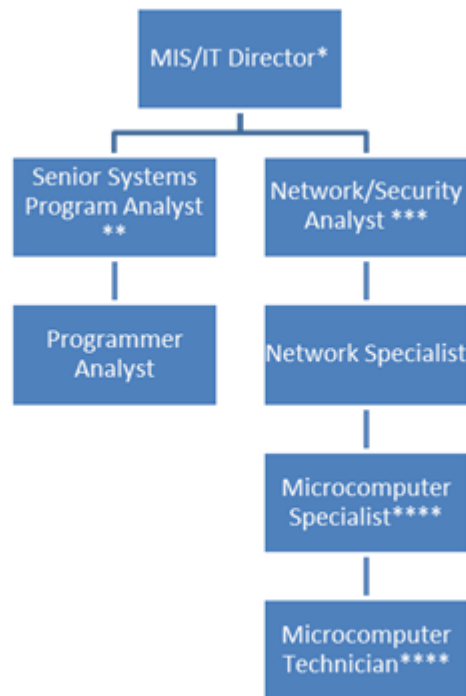 MIS/IT Director*
Senior Systems
Program Analyst
**
Network/Security
Analyst ***
Programmer
Analyst
Network Specialist
Microcomputer
Specialist****
Microcomputer
Technician****